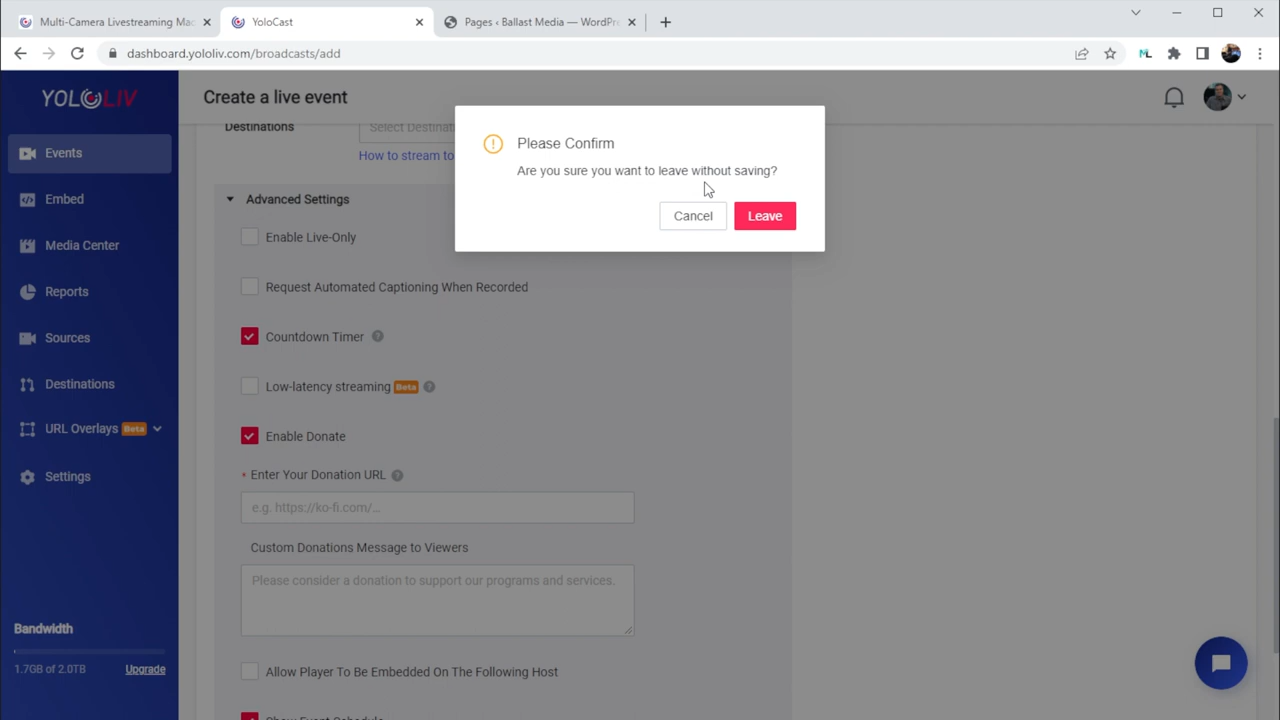 Multi-Camera Livestreaming Mac
YoloCast
Pages ‹ Ballast Media — WordPr
dashboard.yololiv.com/broadcasts/add
YOLOLIV
Create a live event
Events
Embed
Media Center
Reports
Sources
Destinations
URL Overlays Beta
Settings
Bandwidth
1.7GB of 2.0TB Upgrade
Destinations
Select Destinat
How to stream to
Please Confirm
Are you sure you want to leave without saving?
Cancel
Leave
Advanced Settings
Enable Live-Only
Request Automated Captioning When Recorded
Countdown Timer ?
Low-latency streaming Beta ?
Enable Donate
* Enter Your Donation URL ?
e.g. https://ko-fi.com/...
Custom Donations Message to Viewers
Please consider a donation to support our programs and services.
Allow Player To Be Embedded On The Following Host
Show Event Schedule